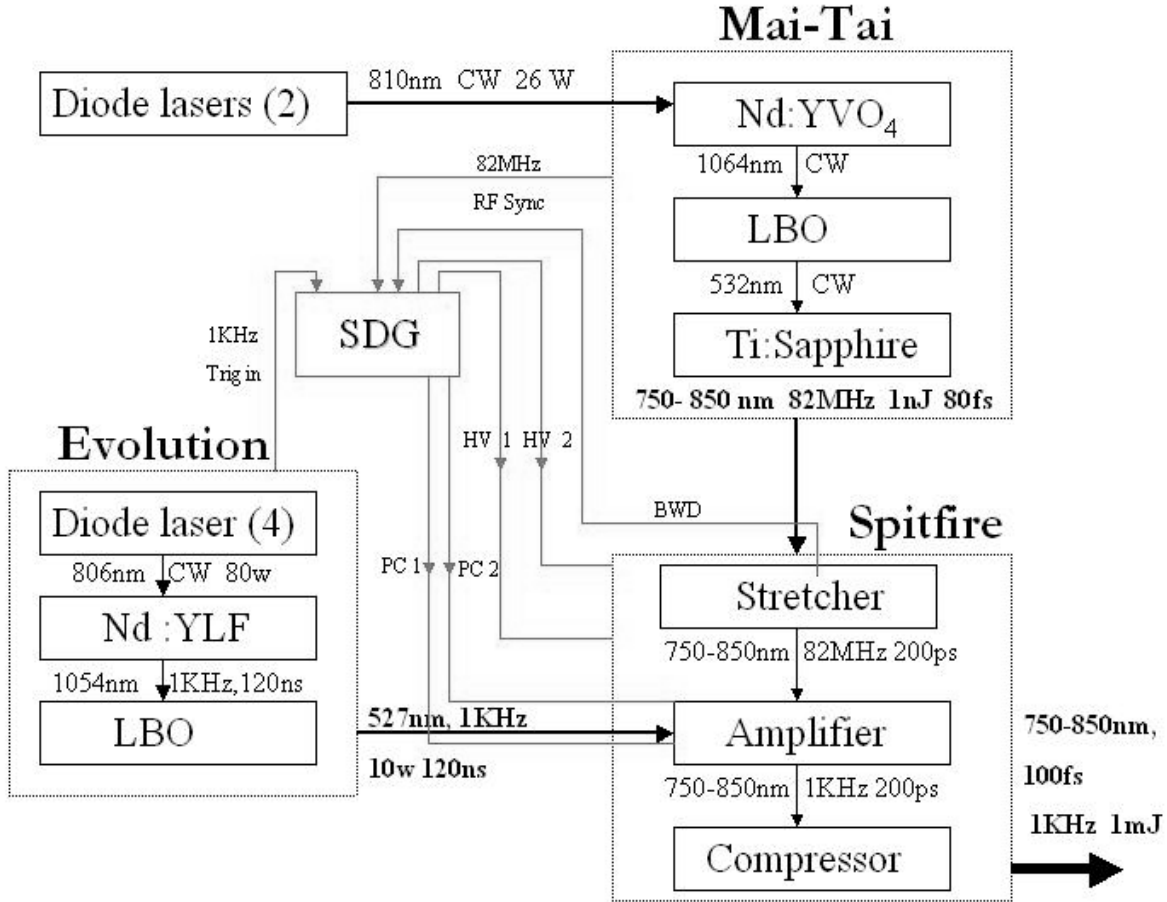 Mai-Tai
810nm CW 26 W
Diode lasers (2)
Nd:YVO4
1064nm CW
82MHz
RF Sync
LBO
532nm CW
SDG
1KHz
Trig in
Ti:Sapphire
750- 850 nm 82MHz 1nJ 80fs
HV 1 HV 2
Evolution
BWD
Spitfire
Diode laser (4)
806nm CW 80w
PC 1 PC 2
Stretcher
Nd :YLF
750-850nm 82MHz 200ps
1054nm 1KHz, 120ns
LBO
527nm, 1KHz
10w 120ns
Amplifier
750-850nm 1KHz 200ps
Compressor
750-850nm,
100fs
1KHz 1mJ